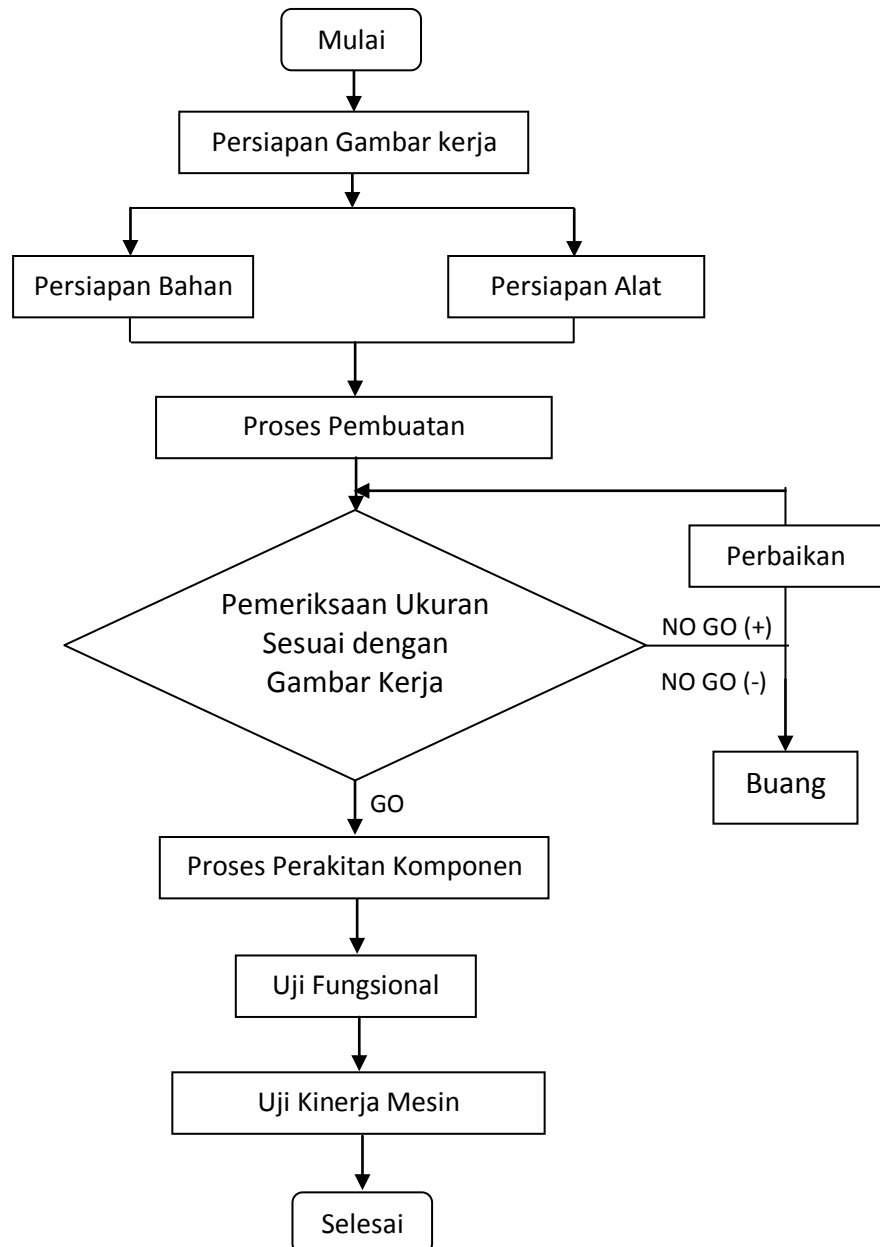 Mulai
Persiapan Gambar kerja
Persiapan Bahan
Persiapan Alat
Proses Pembuatan
Perbaikan
Pemeriksaan Ukuran
Sesuai dengan
Gambar Kerja
NO GO (+)
NO GO (-)
Buang
GO
Proses Perakitan Komponen
Uji Fungsional
Uji Kinerja Mesin
Selesai